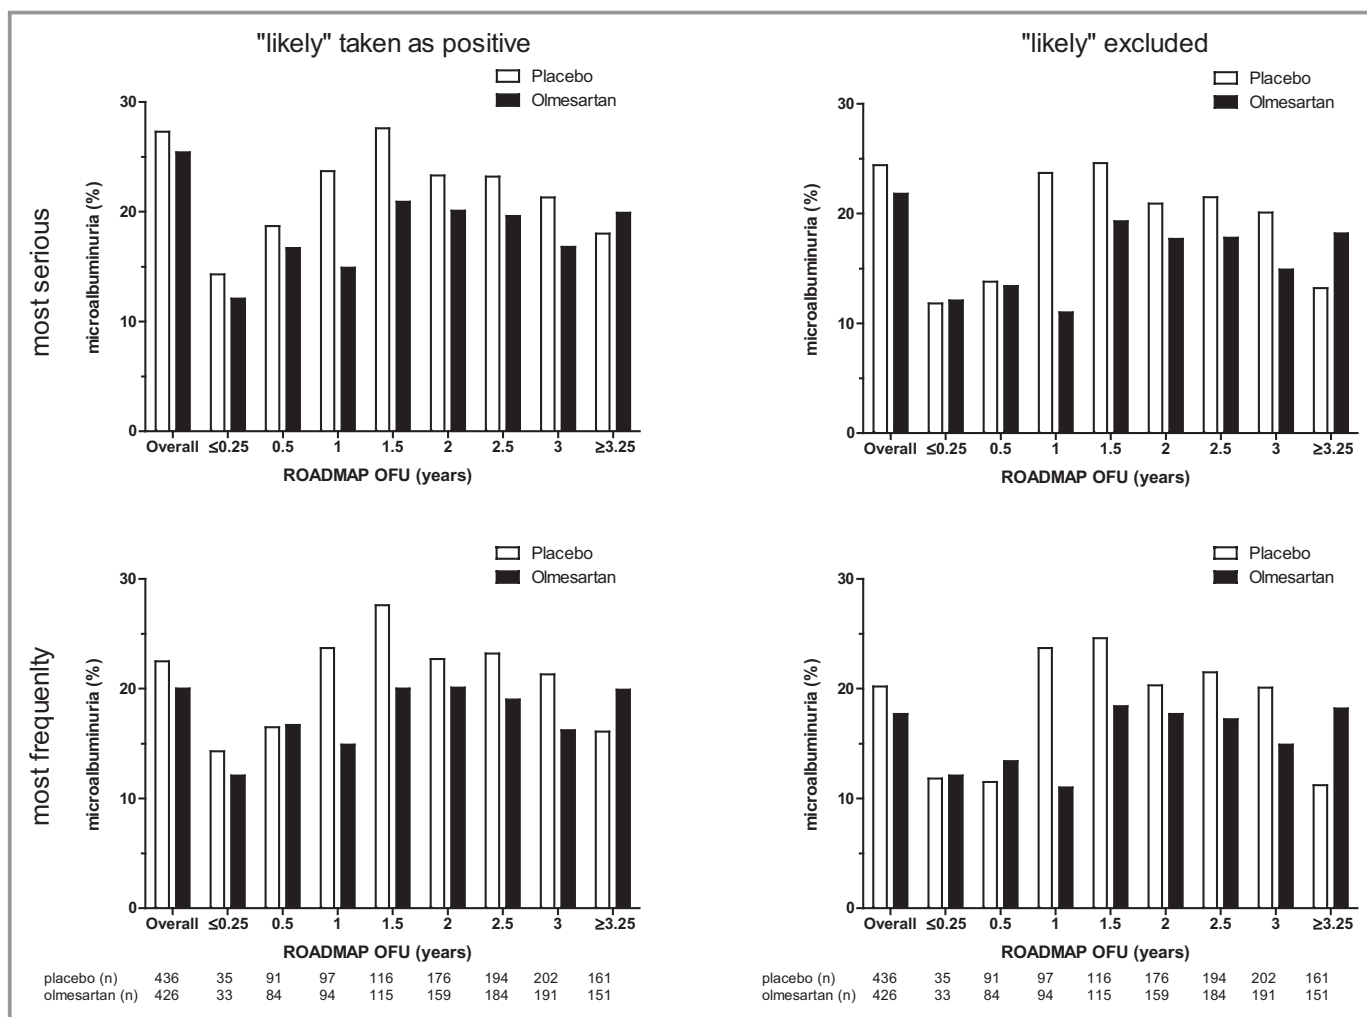 "likely" taken as positive
"likely" excluded
most serious
Placebo
Olmesartan
microalbuminuria (%)
30
20
10
0
Overall ≤0.25 0.5 1 1.5 2 2.5 3 ≥3.25
ROADMAP OFU (years)
Placebo
Olmesartan
microalbuminuria (%)
30
20
10
0
Overall ≤0.25 0.5 1 1.5 2 2.5 3 ≥3.25
ROADMAP OFU (years)
most frequenlty
Placebo
Olmesartan
microalbuminuria (%)
30
20
10
0
Overall ≤0.25 0.5 1 1.5 2 2.5 3 ≥3.25
ROADMAP OFU (years)
placebo (n) 436 35 91 97 116 176 194 202 161
olmesartan (n) 426 33 84 94 115 159 184 191 151
Placebo
Olmesartan
microalbuminuria (%)
30
20
10
0
Overall ≤0.25 0.5 1 1.5 2 2.5 3 ≥3.25
ROADMAP OFU (years)
placebo (n) 436 35 91 97 116 176 194 202 161
olmesartan (n) 426 33 84 94 115 159 184 191 151